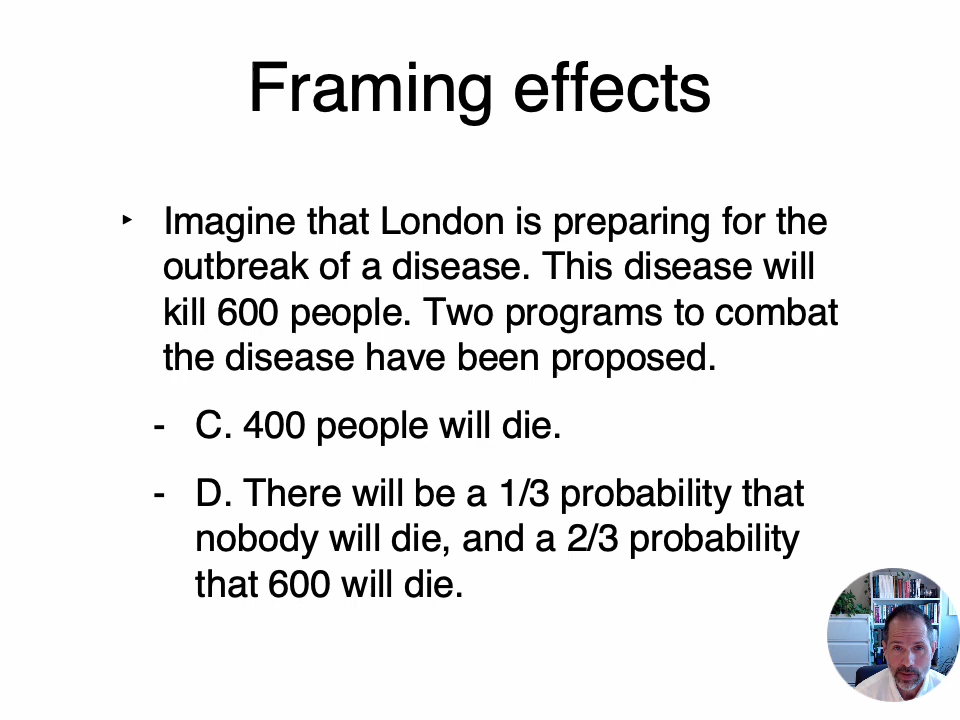 Framing effects
‣ Imagine that London is preparing for the
outbreak of a disease. This disease will
kill 600 people. Two programs to combat
the disease have been proposed.
- C. 400 people will die.
- D. There will be a 1/3 probability that
nobody will die, and a 2/3 probability
that 600 will die.